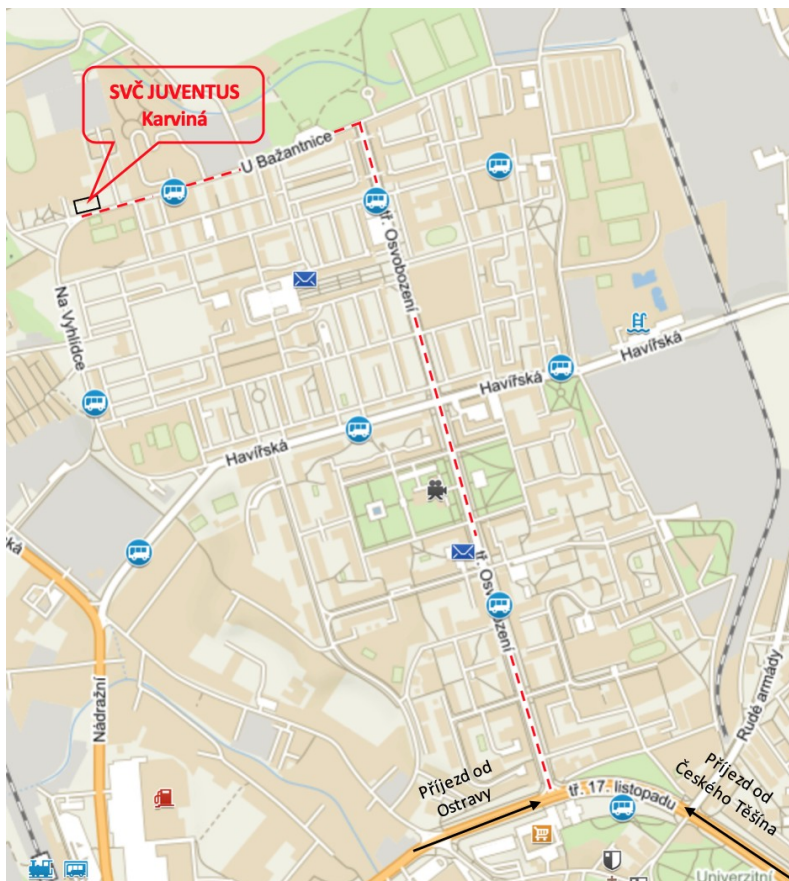 SVČ JUVENTUS
Karviná
U Bažantnice
tř. Osvobození
Na Vyhlídce
Havířská
Havířská
Havířská
ká
tř. Osvobození
Nádražní
Rudé armády
Příjezd od
Ostravy
tř. 17. listopadu
Příjezd od
Českého Těšína
Univerzitní